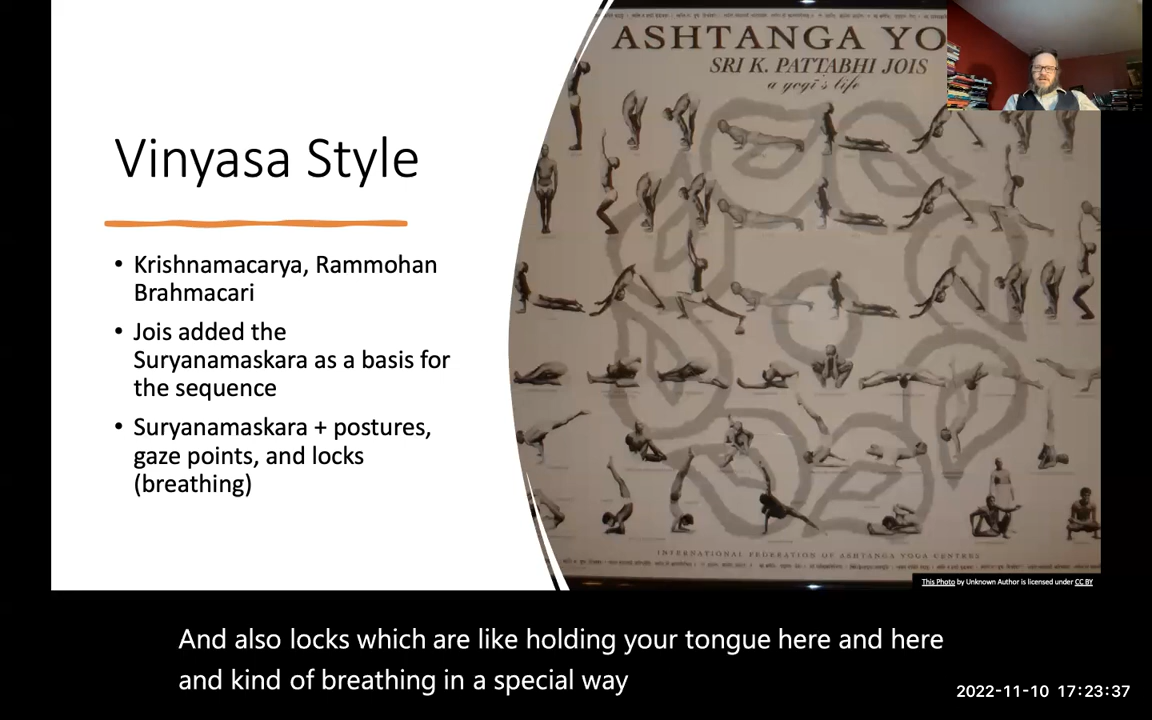 Vinyasa Style
• Krishnamacarya, Rammohan
Brahmacari
• Jois added the
Suryanamaskara as a basis for
the sequence
• Suryanamaskara + postures,
gaze points, and locks
(breathing)
ASHTANGA YO
SRI K. PATTABHI JOIS
a yogi's life
INTERNATIONAL FEDERATION OF ASHTANGA YOGA CENTRES
This Photo by Unknown Author is licensed under CC BY
And also locks which are like holding your tongue here and here
and kind of breathing in a special way
2022-11-10 17:23:37